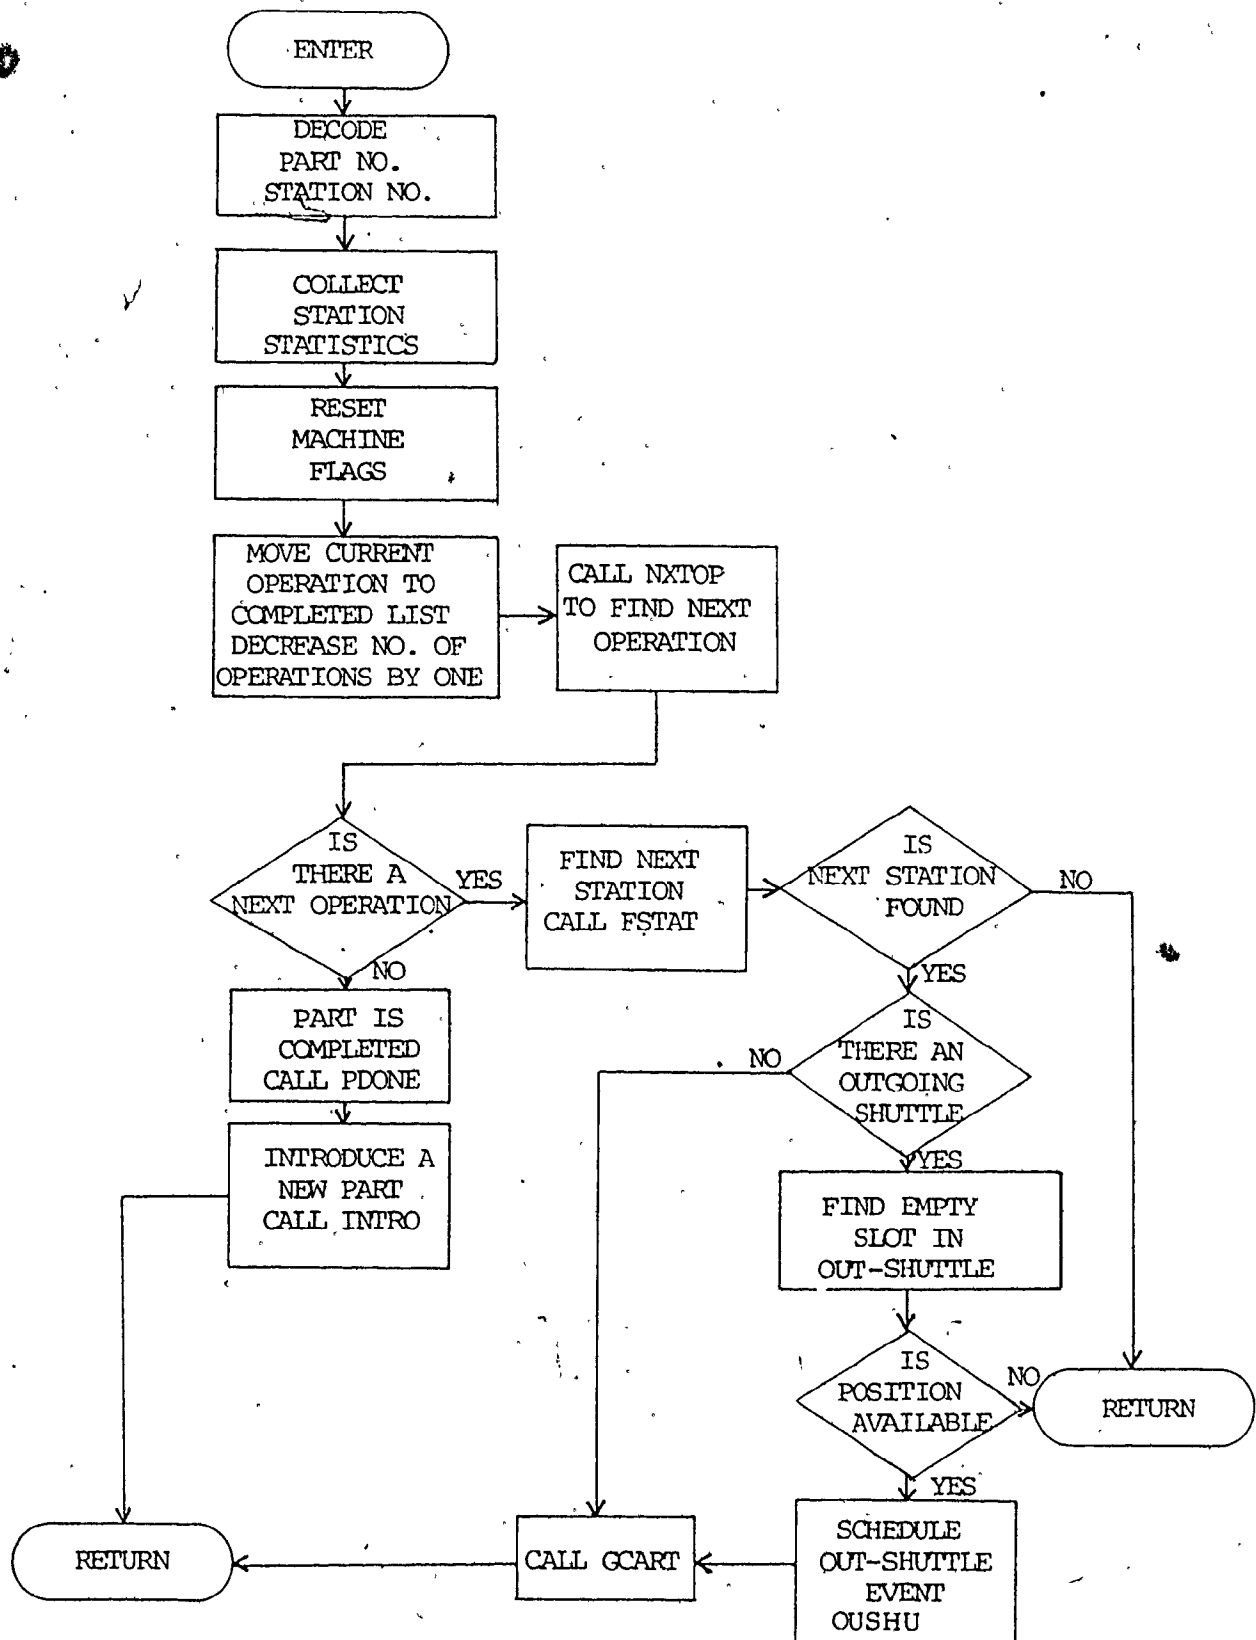 ENTER
DECODE
PART NO.
STATION NO.
COLLECT
STATION
STATISTICS
RESET
MACHINE
FLAGS
MOVE CURRENT
OPERATION TO
COMPLETED LIST
DECREASE NO. OF
OPERATIONS BY ONE
CALL NXTOP
TO FIND NEXT
OPERATION
IS
THERE A
NEXT OPERATION
YES
NO
FIND NEXT
STATION
CALL FSTAT
IS
NEXT STATION
FOUND
NO
YES
PART IS
COMPLETED
CALL PDONE
INTRODUCE A
NEW PART
CALL INTRO
IS
THERE AN
OUTGOING
SHUTTLE
NO
YES
FIND EMPTY
SLOT IN
OUT-SHUTTLE
IS
POSITION
AVAILABLE
NO
YES
RETURN
SCHEDULE
OUT-SHUTTLE
EVENT
OUSHU
CALL GCART
RETURN